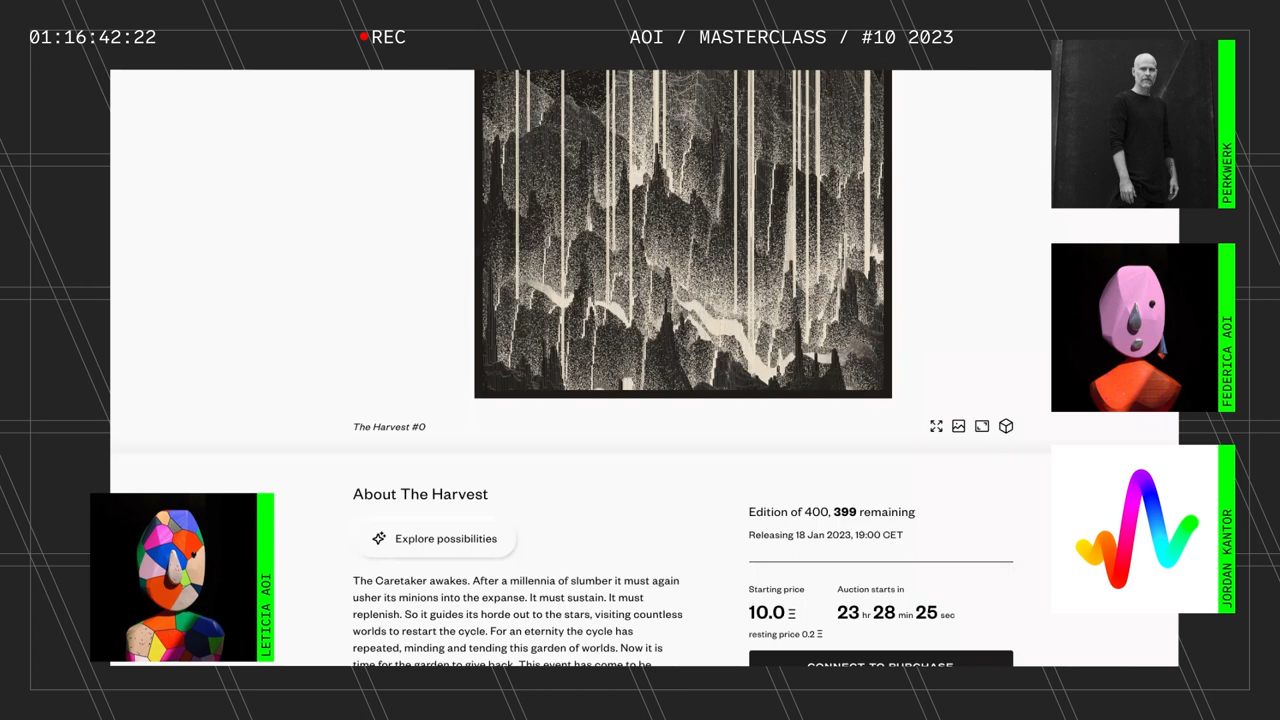 01:16:42:22
REC
AOI / MASTERCLASS / #10 2023
PERKWERK
FEDERICA AOI
The Harvest #0
JORDAN KANTOR
LETICIA AOI
About The Harvest
Explore possibilities
The Caretaker awakes. After a millennia of slumber it must again
usher its minions into the expanse. It must sustain. It must
replenish. So it guides its horde out to the stars, visiting countless
worlds to restart the cycle. For an eternity the cycle has
repeated, minding and tending this garden of worlds. Now it is
time for the garden to give back. This event has come to be
Edition of 400, 399 remaining
Releasing 18 Jan 2023, 19:00 CET
Starting price
10.0 Ξ
resting price 0.2 Ξ
Auction starts in
23 hr 28 min 25 sec
CONNECT TO PURCHASE